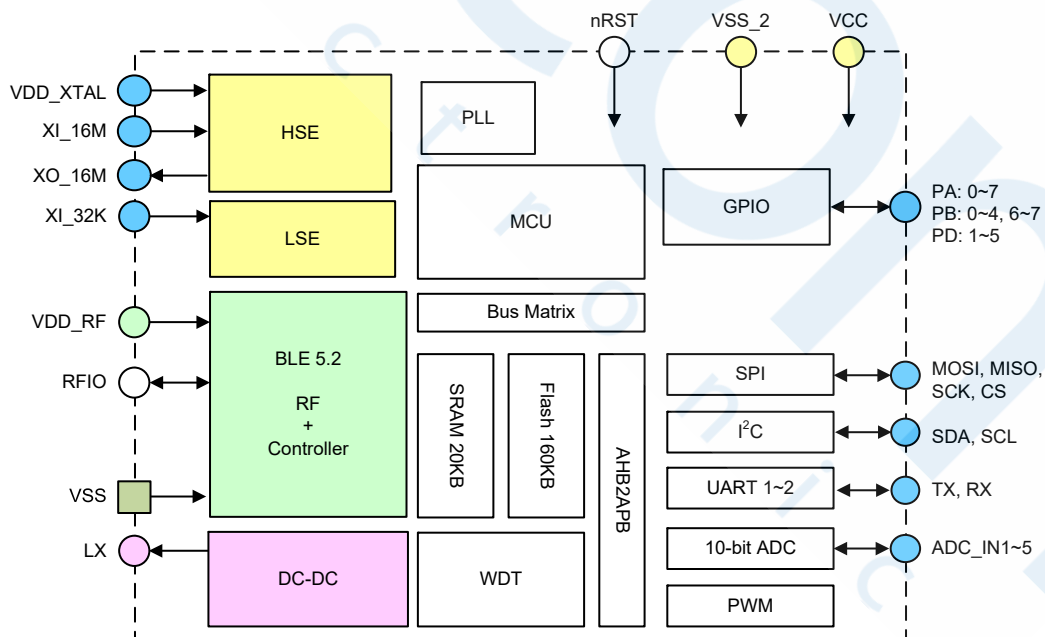 nRST
VSS_2
VCC
VDD_XTAL
XI_16M
XO_16M
XI_32K
VDD_RF
RFIO
VSS
LX
HSE
LSE
BLE 5.2
RF
+
Controller
DC-DC
PLL
MCU
Bus Matrix
SRAM 20KB
Flash 160KB
AHB2APB
WDT
GPIO
SPI
I²C
UART 1~2
10-bit ADC
PWM
PA: 0~7
PB: 0~4, 6~7
PD: 1~5
MOSI, MISO,
SCK, CS
SDA, SCL
TX, RX
ADC_IN1~5